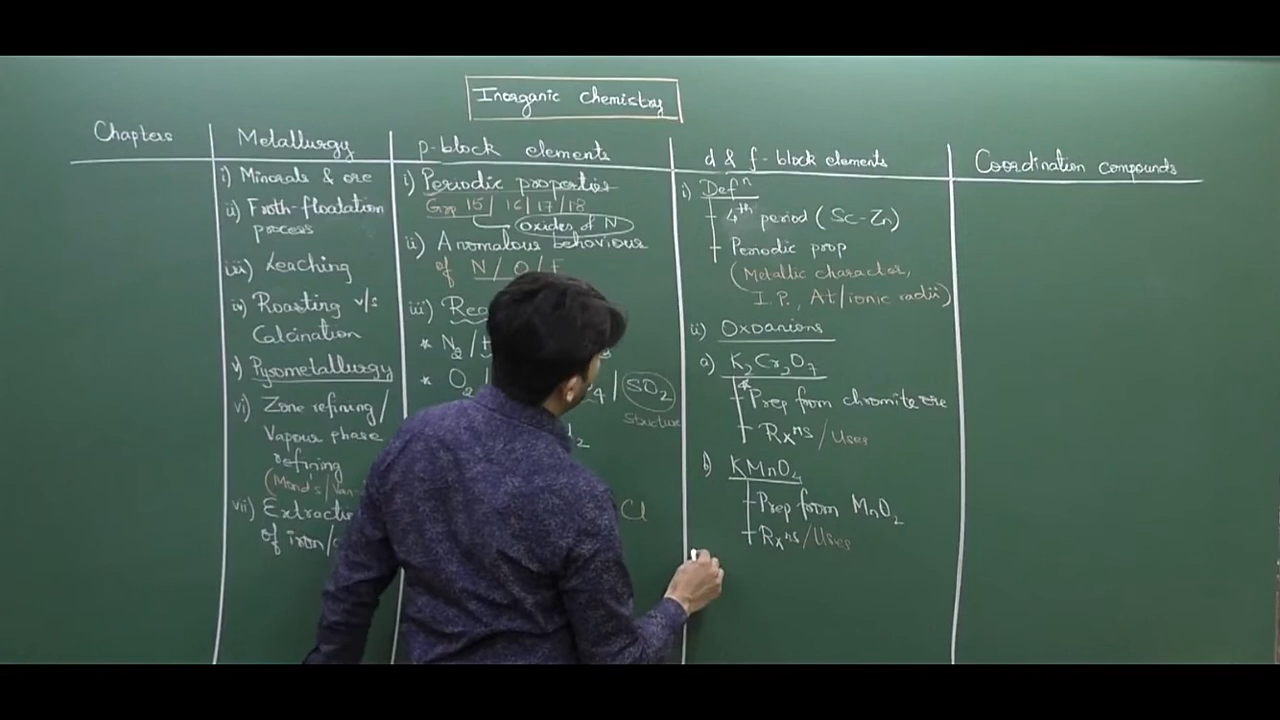 Inorganic Chemistry
Chapters
Metallurgy
i) Minerals & ore
ii) Froth-floatation
process
iii) Leaching
iv) Roasting v/s
Calcination
v) Pyrometallurgy
vi) Zone refining/
Vapour phase
refining
(Mond's/Van-
vii) Extracti
of iron/
p-block elements
i) Periodic properties
Grp 15/ 16/ 17/ 18
Oxides of N
ii) Anomalous behaviour
of N/ O/ F
iii)
* N2/
* O2 SO2
Structure
Cl
d & f-block elements
i) Defn
4th period (Sc-Zn)
Periodic prop
(Metallic character,
I.P., At/ionic radii)
ii) Oxoanions
a) K2Cr2O7
Prep from chromite ore
Rxns/Uses
b) KMnO4
Prep from MnO2
Rxns/Uses
Coordination compounds